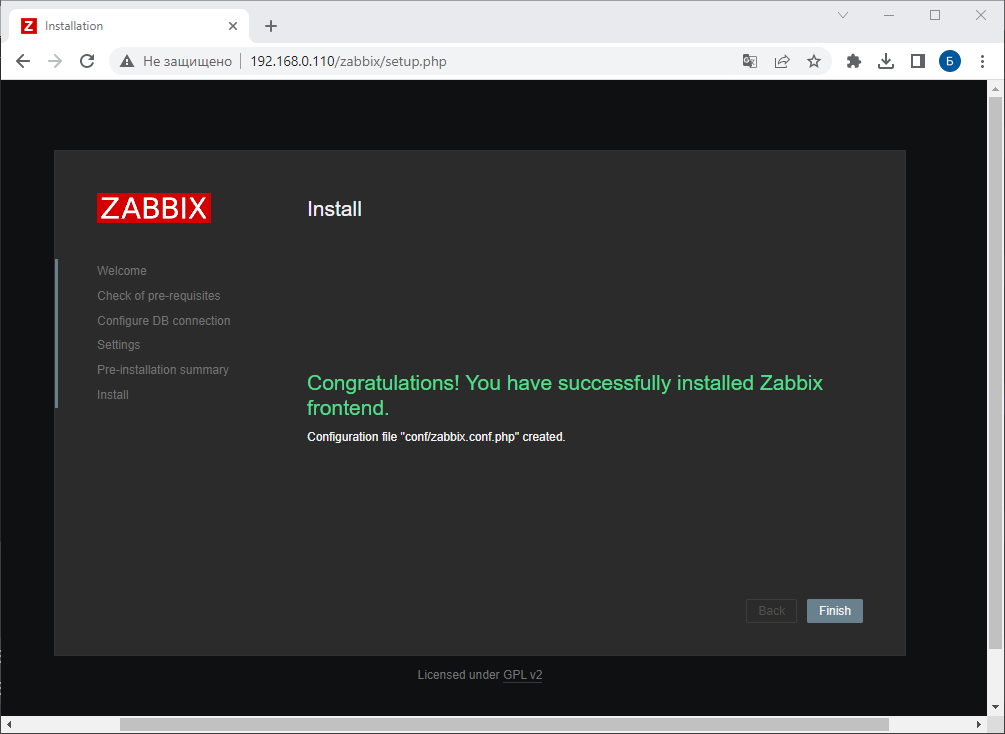 Z Installation
Не защищено 192.168.0.110/zabbix/setup.php Б
ZABBIX
Install
Welcome
Check of pre-requisites
Configure DB connection
Settings
Pre-installation summary
Install
Congratulations! You have successfully installed Zabbix
frontend.
Configuration file "conf/zabbix.conf.php" created.
Back Finish
Licensed under GPL v2